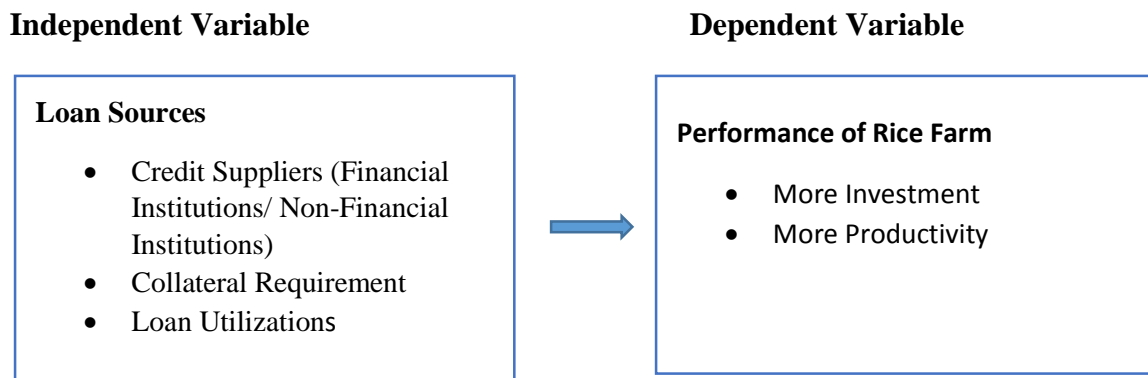 Independent Variable
Dependent Variable
Loan Sources
• Credit Suppliers (Financial
Institutions/ Non-Financial
Institutions)
• Collateral Requirement
• Loan Utilizations
Performance of Rice Farm
• More Investment
• More Productivity